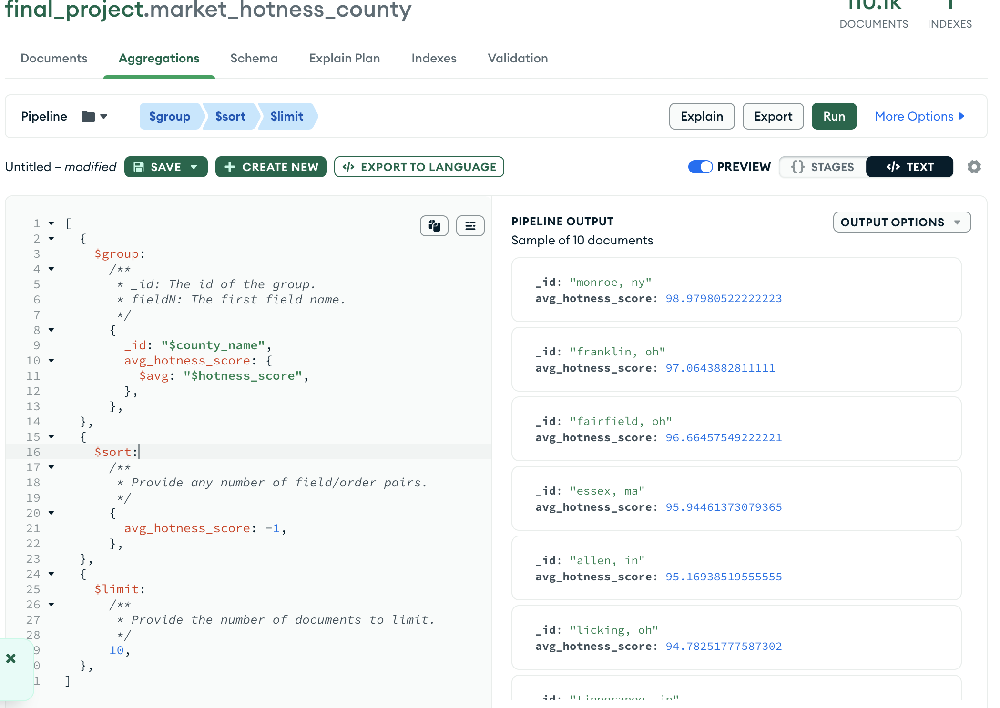 final_project.market_hotness_county
110.1k
1
DOCUMENTS
INDEXES
Documents
Aggregations
Schema
Explain Plan
Indexes
Validation
Pipeline
$group
$sort
$limit
Explain
Export
Run
More Options
Untitled – modified
SAVE
CREATE NEW
</> EXPORT TO LANGUAGE
PREVIEW
{} STAGES
</> TEXT
1 [
2 {
3 $group:
4 /**
5 * _id: The id of the group.
6 * fieldN: The first field name.
7 */
8 {
9 _id: "$county_name",
10 avg_hotness_score: {
11 $avg: "$hotness_score",
12 },
13 },
14 },
15 {
16 $sort:
17 /**
18 * Provide any number of field/order pairs.
19 */
20 {
21 avg_hotness_score: -1,
22 },
23 },
24 {
25 $limit:
26 /**
27 * Provide the number of documents to limit.
28 */
9 10,
0 },
1 ]
PIPELINE OUTPUT
OUTPUT OPTIONS
Sample of 10 documents
_id: "monroe, ny"
avg_hotness_score: 98.97980522222223
_id: "franklin, oh"
avg_hotness_score: 97.0643882811111
_id: "fairfield, oh"
avg_hotness_score: 96.66457549222221
_id: "essex, ma"
avg_hotness_score: 95.94461373079365
_id: "allen, in"
avg_hotness_score: 95.16938519555555
_id: "licking, oh"
avg_hotness_score: 94.78251777587302
_id: "tippecanoe, in"